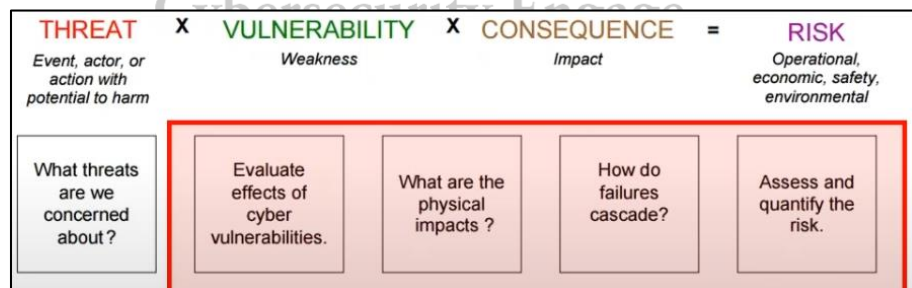 Cybersecurity Engage
THREAT X VULNERABILITY X CONSEQUENCE = RISK
Event, actor, or
action with
potential to harm
Weakness
Impact
Operational,
economic, safety,
environmental
What threats
are we
concerned
about?
Evaluate
effects of
cyber
vulnerabilities.
What are the
physical
impacts ?
How do
failures
cascade?
Assess and
quantify the
risk.